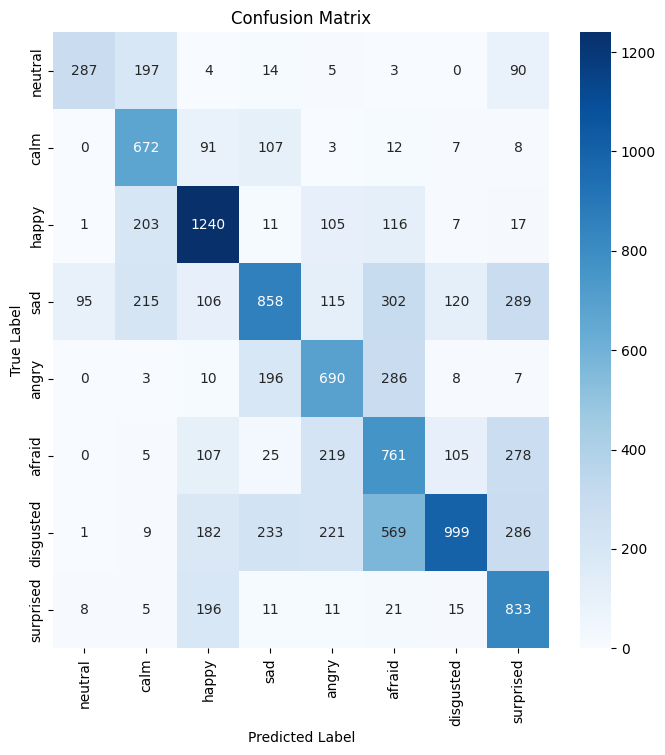 Confusion Matrix
True Label
neutral 287 197 4 14 5 3 0 90
calm 0 672 91 107 3 12 7 8
happy 1 203 1240 11 105 116 7 17
sad 95 215 106 858 115 302 120 289
angry 0 3 10 196 690 286 8 7
afraid 0 5 107 25 219 761 105 278
disgusted 1 9 182 233 221 569 999 286
surprised 8 5 196 11 11 21 15 833
neutral calm happy sad angry afraid disgusted surprised
Predicted Label
1200
1000
800
600
400
200
0